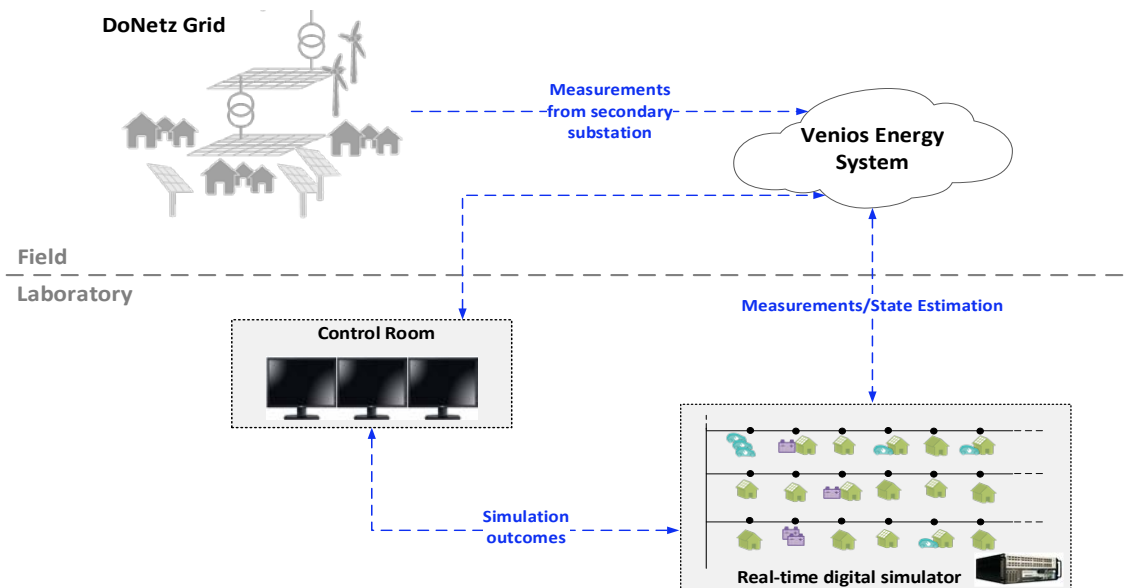 DoNetz Grid
Measurements
from secondary
substation
Venios Energy
System
Field
Laboratory
Measurements/State Estimation
Control Room
Simulation
outcomes
Real-time digital simulator